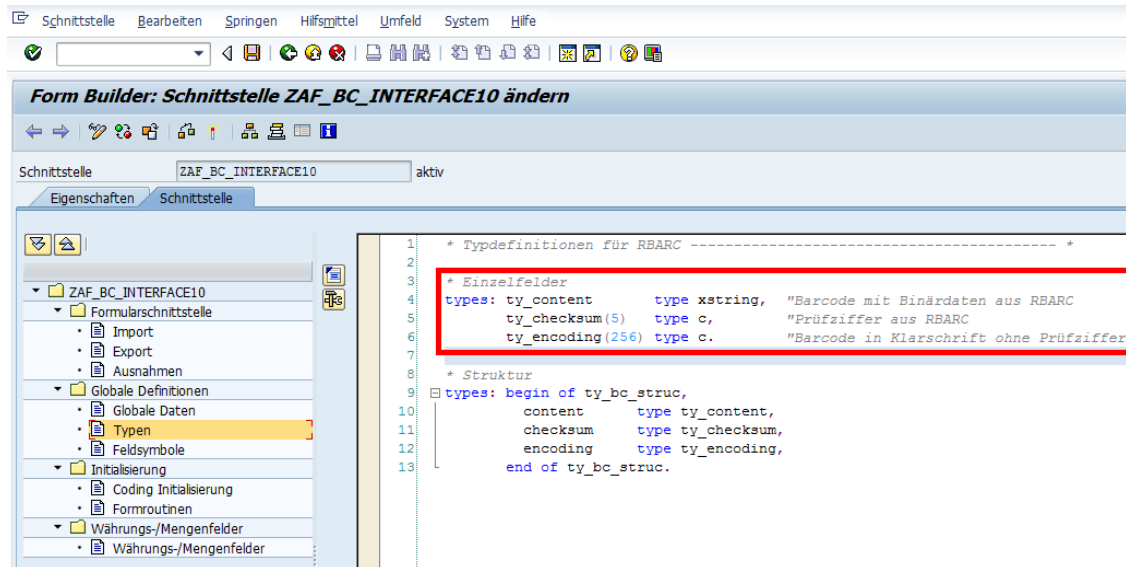 Schnittstelle Bearbeiten Springen Hilfsmittel Umfeld System Hilfe
Form Builder: Schnittstelle ZAF_BC_INTERFACE10 ändern
Schnittstelle ZAF_BC_INTERFACE10 aktiv
Eigenschaften Schnittstelle
ZAF_BC_INTERFACE10
Formularschnittstelle
Import
Export
Ausnahmen
Globale Definitionen
Globale Daten
Typen
Feldsymbole
Initialisierung
Coding Initialisierung
Formroutinen
Währungs-/Mengenfelder
Währungs-/Mengenfelder
1 * Typdefinitionen für RBARC ------------------------------------------ *
2
3 * Einzelfelder
4 types: ty_content type xstring, "Barcode mit Binärdaten aus RBARC
5 ty_checksum(5) type c, "Prüfziffer aus RBARC
6 ty_encoding(256) type c. "Barcode in Klarschrift ohne Prüfziffer
7
8 * Struktur
9 types: begin of ty_bc_struc,
10 content type ty_content,
11 checksum type ty_checksum,
12 encoding type ty_encoding,
13 end of ty_bc_struc.